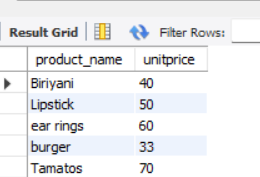 Result Grid Filter Rows:
product_name unitprice
Biriyani 40
Lipstick 50
ear rings 60
burger 33
Tamatos 70